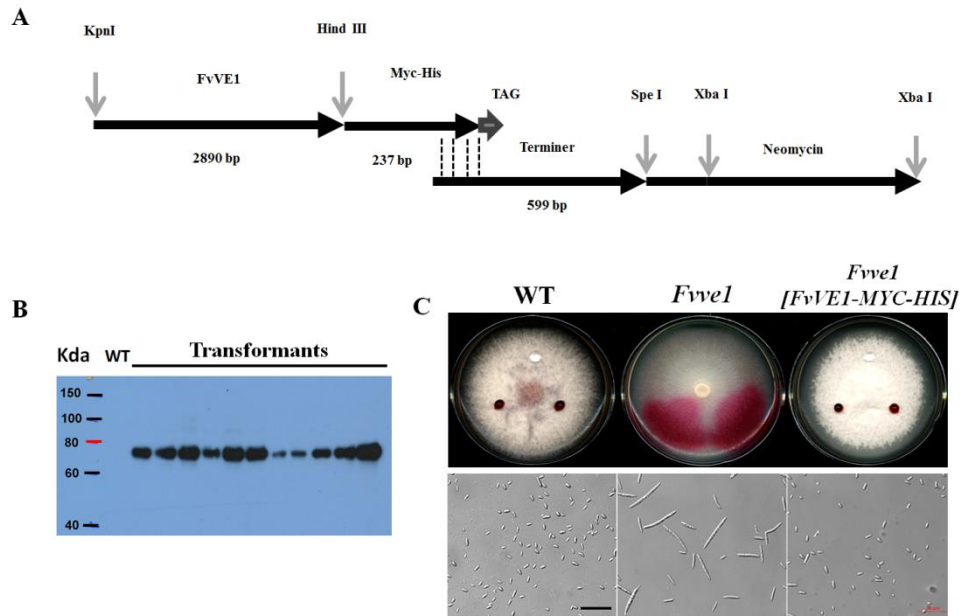 A
KpnI
Hind III
FvVE1
Myc-His
TAG
Spe I
Xba I
Xba I
2890 bp
237 bp
Terminer
Neomycin
599 bp
B
Kda WT Transformants
150
100
80
60
40
C
WT
Fvve1
Fvve1
[FvVE1-MYC-HIS]